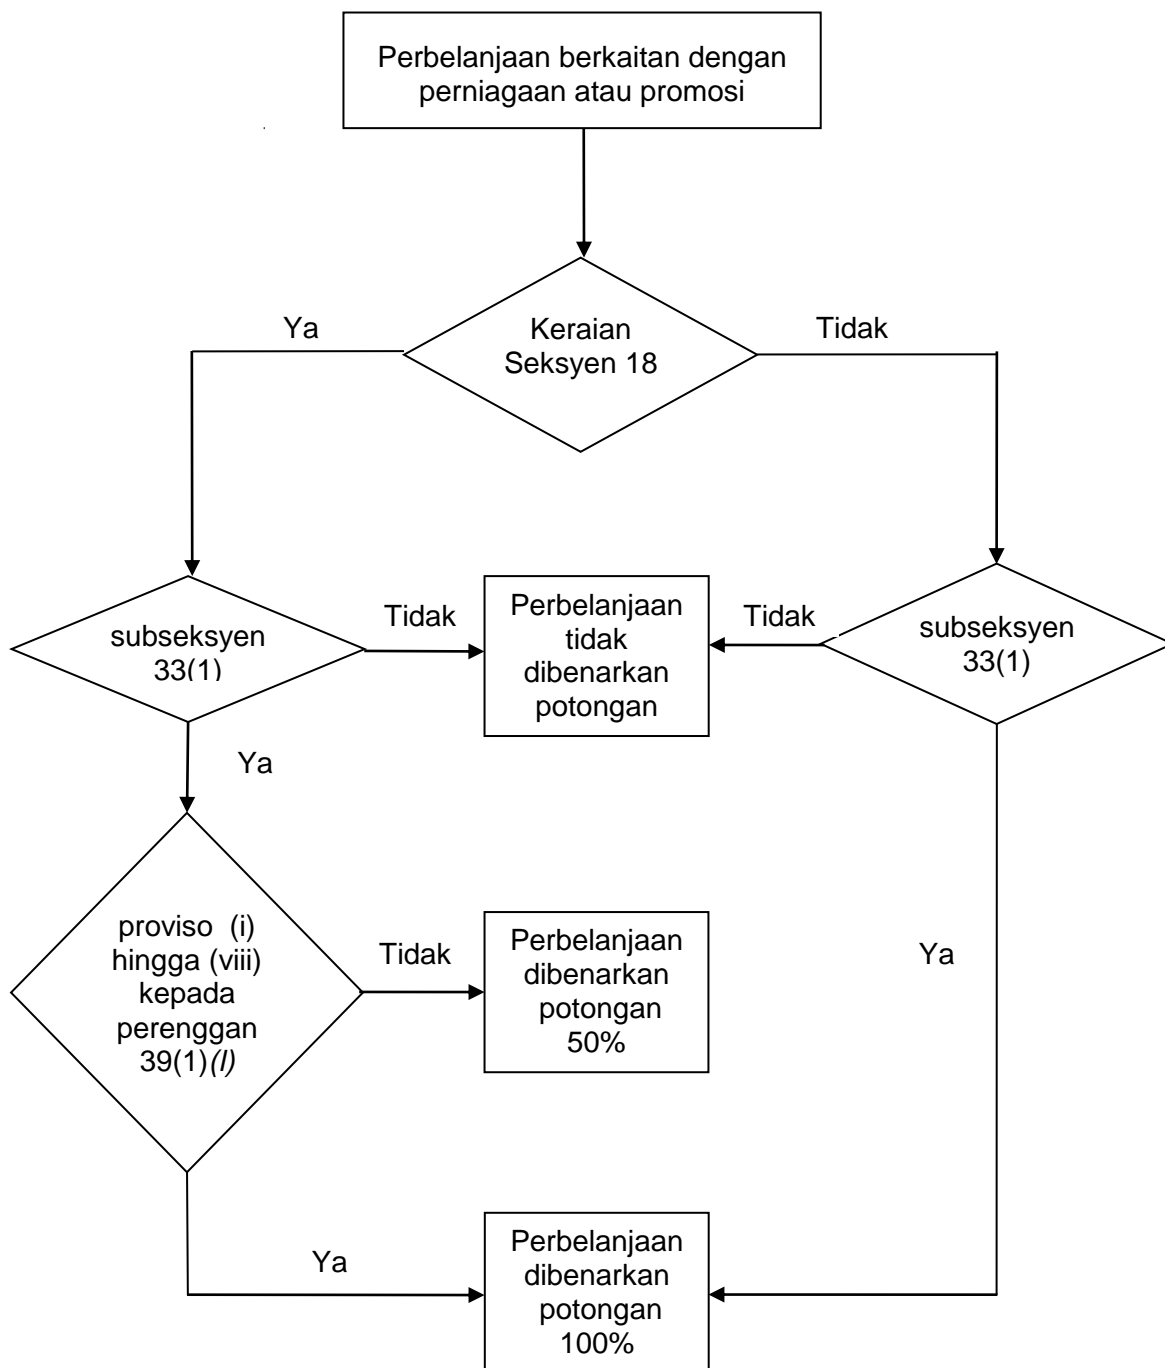 Perbelanjaan berkaitan dengan
perniagaan atau promosi
Ya
Keraian
Seksyen 18
Tidak
subseksyen
33(1)
Tidak
Perbelanjaan
tidak
dibenarkan
potongan
Tidak
subseksyen
33(1)
Ya
proviso (i)
hingga (viii)
kepada
perenggan
39(1)(l)
Tidak
Perbelanjaan
dibenarkan
potongan
50%
Ya
Ya
Perbelanjaan
dibenarkan
potongan
100%